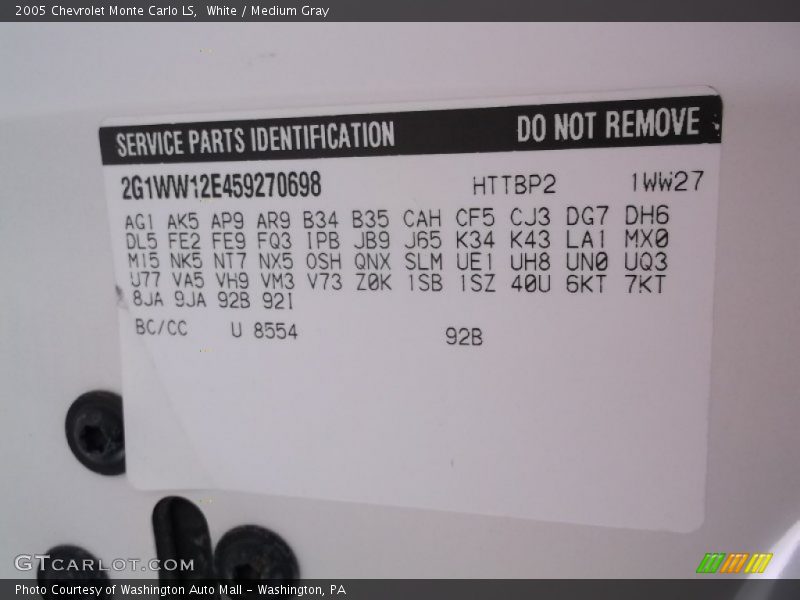 2005 Chevrolet Monte Carlo LS, White / Medium Gray
SERVICE PARTS IDENTIFICATION DO NOT REMOVE
2G1WW12E459270698 HTTBP2 1WW27
AG1 AK5 AP9 AR9 B34 B35 CAH CF5 CJ3 DG7 DH6
DL5 FE2 FE9 FQ3 IPB JB9 J65 K34 K43 LA1 MX0
M15 NK5 NT7 NX5 OSH QNX SLM UE1 UH8 UN0 UQ3
U77 VA5 VH9 VM3 V73 Z0K 1SB 1SZ 40U 6KT 7KT
8JA 9JA 92B 92I
BC/CC U 8554 92B
GTCARLOT.COM
Photo Courtesy of Washington Auto Mall - Washington, PA